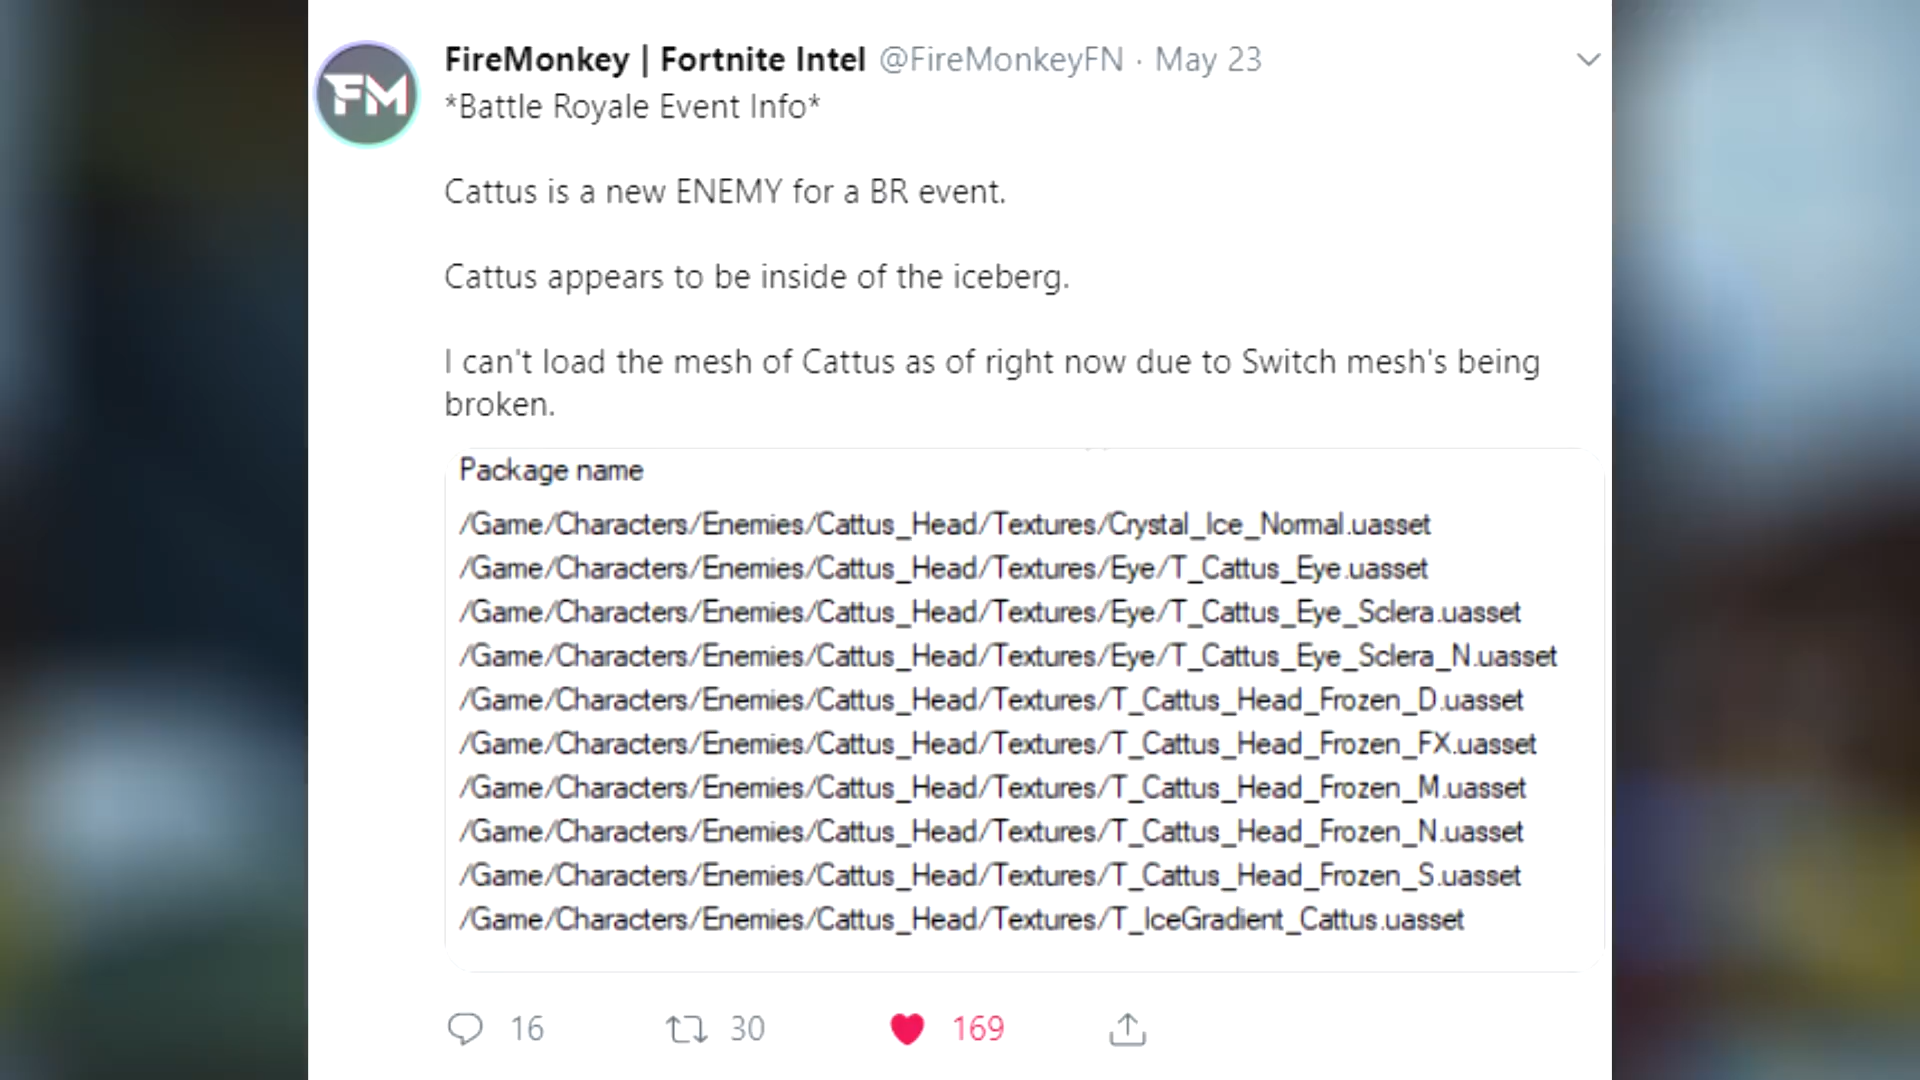 FM
FireMonkey | Fortnite Intel @FireMonkeyFN · May 23
*Battle Royale Event Info*
Cattus is a new ENEMY for a BR event.
Cattus appears to be inside of the iceberg.
I can't load the mesh of Cattus as of right now due to Switch mesh's being
broken.
Package name
/Game/Characters/Enemies/Cattus_Head/Textures/Crystal_Ice_Normal.uasset
/Game/Characters/Enemies/Cattus_Head/Textures/Eye/T_Cattus_Eye.uasset
/Game/Characters/Enemies/Cattus_Head/Textures/Eye/T_Cattus_Eye_Sclera.uasset
/Game/Characters/Enemies/Cattus_Head/Textures/Eye/T_Cattus_Eye_Sclera_N.uasset
/Game/Characters/Enemies/Cattus_Head/Textures/T_Cattus_Head_Frozen_D.uasset
/Game/Characters/Enemies/Cattus_Head/Textures/T_Cattus_Head_Frozen_FX.uasset
/Game/Characters/Enemies/Cattus_Head/Textures/T_Cattus_Head_Frozen_M.uasset
/Game/Characters/Enemies/Cattus_Head/Textures/T_Cattus_Head_Frozen_N.uasset
/Game/Characters/Enemies/Cattus_Head/Textures/T_Cattus_Head_Frozen_S.uasset
/Game/Characters/Enemies/Cattus_Head/Textures/T_IceGradient_Cattus.uasset
16 30 169